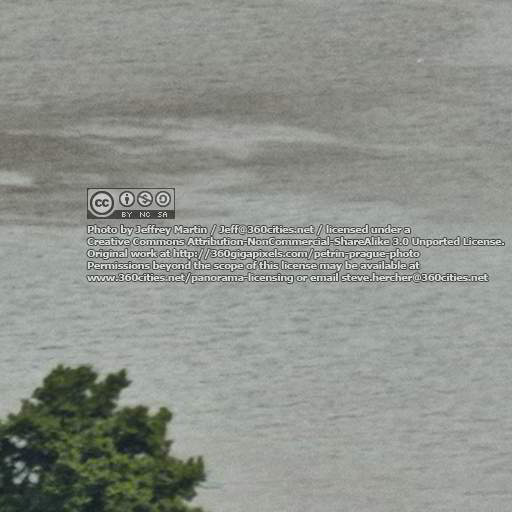 cc BY NC SA
Photo by Jeffrey Martin / Jeff@360cities.net / licensed under a
Creative Commons Attribution-NonCommercial-ShareAlike 3.0 Unported License.
Original work at http://360gigapixels.com/petrin-prague-photo
Permissions beyond the scope of this license may be available at
www.360cities.net/panorama-licensing or email steve.hercher@360cities.net